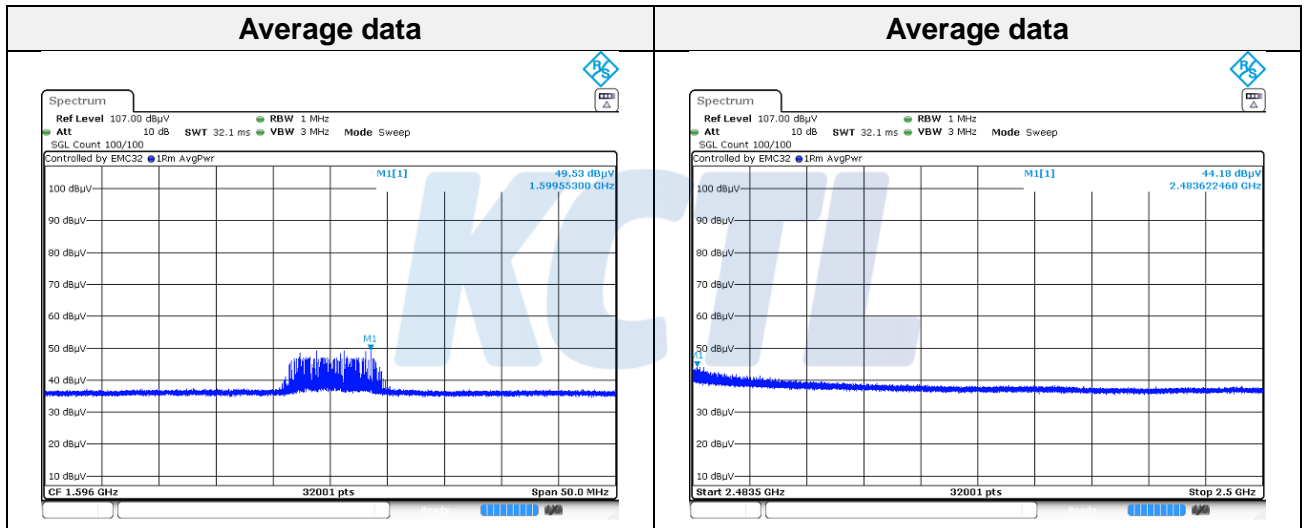 Average data
Average data
R&S
Spectrum
Ref Level 107.00 dBµV RBW 1 MHz
Att 10 dB SWT 32.1 ms VBW 3 MHz Mode Sweep
SGL Count 100/100
Controlled by EMC32 1Rm AvgPwr
M1[1] 49.53 dBµV
1.59955300 GHz
100 dBµV
90 dBµV
80 dBµV
70 dBµV
60 dBµV
M1
50 dBµV
40 dBµV
30 dBµV
20 dBµV
10 dBµV
CF 1.596 GHz 32001 pts Span 50.0 MHz
R&S
Spectrum
Ref Level 107.00 dBµV RBW 1 MHz
Att 10 dB SWT 32.1 ms VBW 3 MHz Mode Sweep
SGL Count 100/100
Controlled by EMC32 1Rm AvgPwr
M1[1] 44.18 dBµV
2.483622460 GHz
100 dBµV
90 dBµV
80 dBµV
70 dBµV
60 dBµV
50 dBµV
M1
40 dBµV
30 dBµV
20 dBµV
10 dBµV
Start 2.4835 GHz 32001 pts Stop 2.5 GHz
KCTL